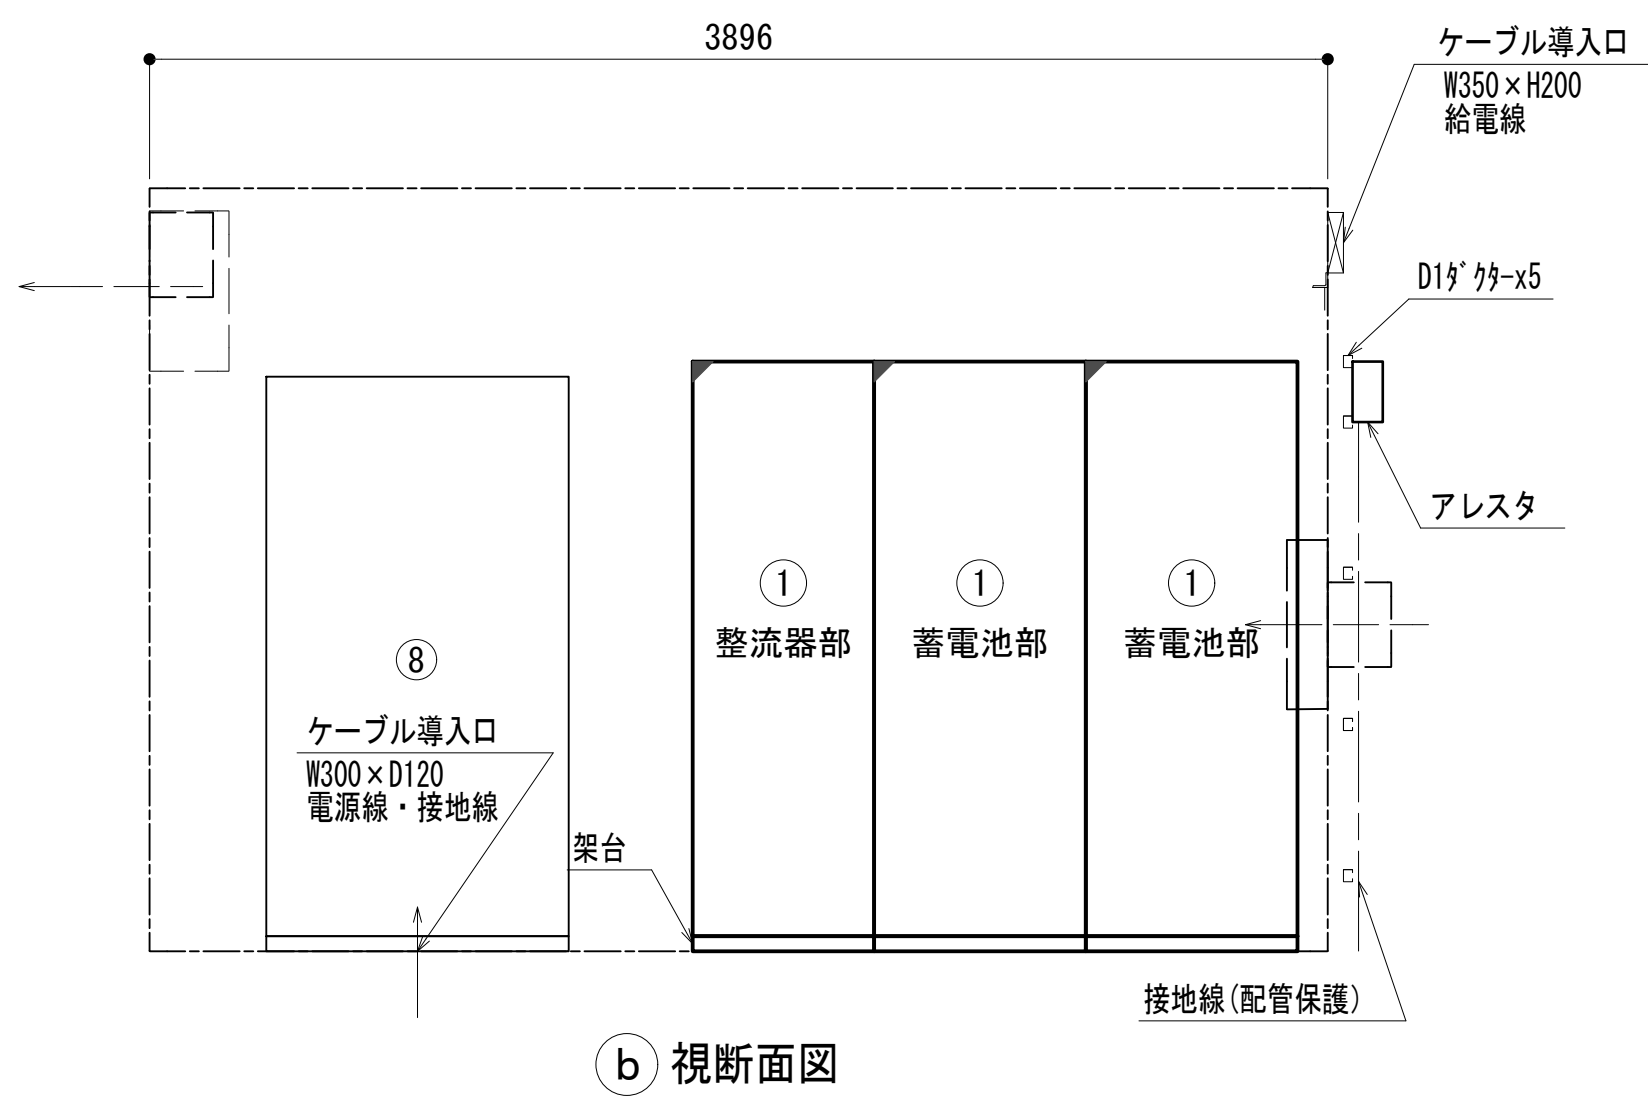 3896
ケーブル導入口
W350×H200
給電線
D1ﾀﾞｸﾀｰx5
アレスタ
①
整流器部
①
蓄電池部
①
蓄電池部
⑧
ケーブル導入口
W300×D120
電源線・接地線
架台
接地線(配管保護)
ⓑ 視断面図